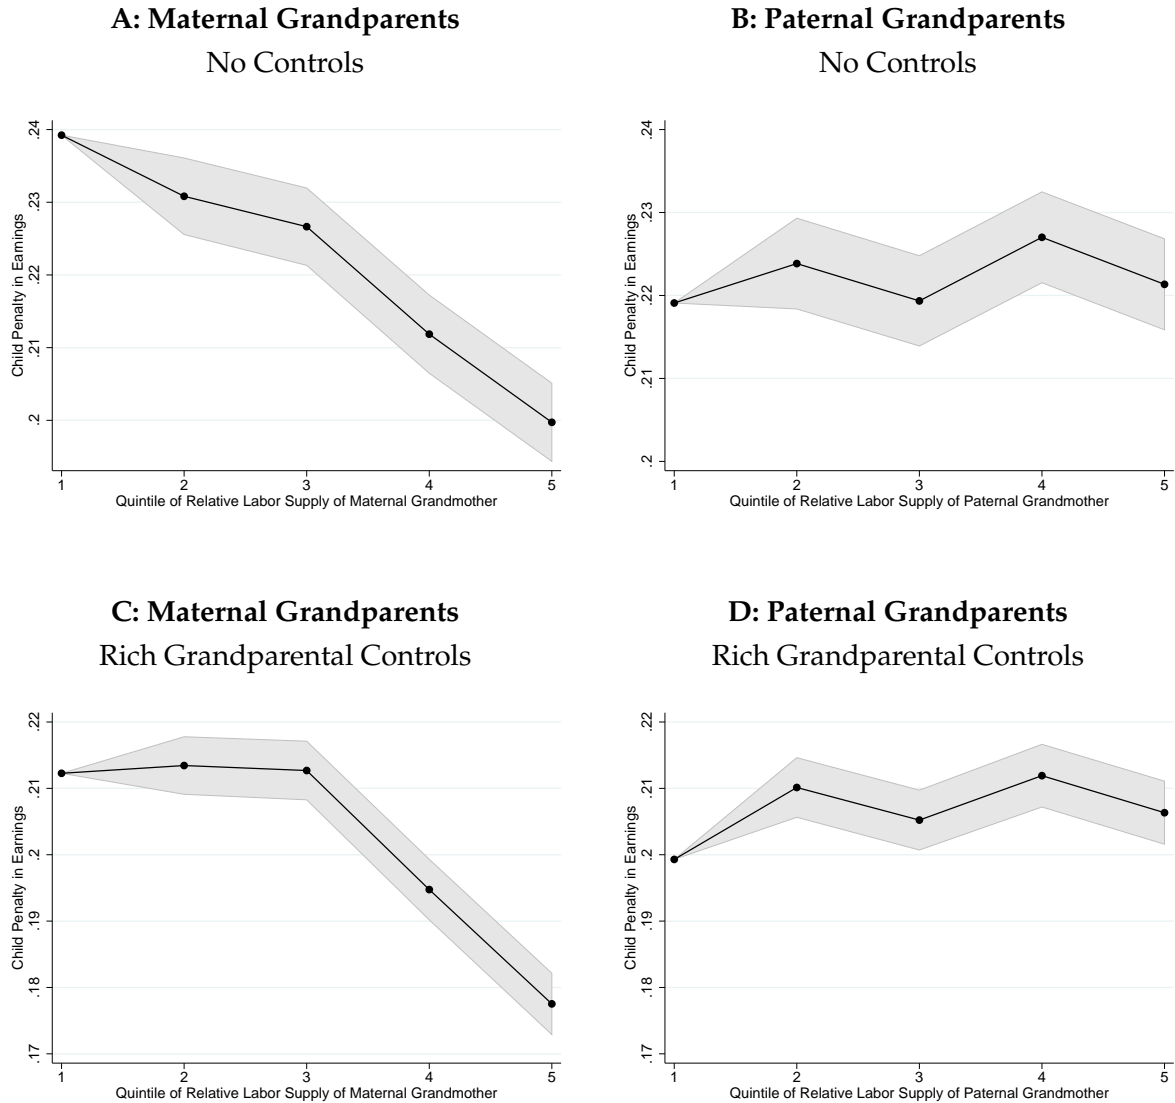 A: Maternal Grandparents
No Controls
Child Penalty in Earnings
.24
.23
.22
.21
.2
1 2 3 4 5
Quintile of Relative Labor Supply of Maternal Grandmother
B: Paternal Grandparents
No Controls
Child Penalty in Earnings
.24
.23
.22
.21
.2
1 2 3 4 5
Quintile of Relative Labor Supply of Paternal Grandmother
C: Maternal Grandparents
Rich Grandparental Controls
Child Penalty in Earnings
.22
.21
.2
.19
.18
.17
1 2 3 4 5
Quintile of Relative Labor Supply of Maternal Grandmother
D: Paternal Grandparents
Rich Grandparental Controls
Child Penalty in Earnings
.22
.21
.2
.19
.18
.17
1 2 3 4 5
Quintile of Relative Labor Supply of Paternal Grandmother